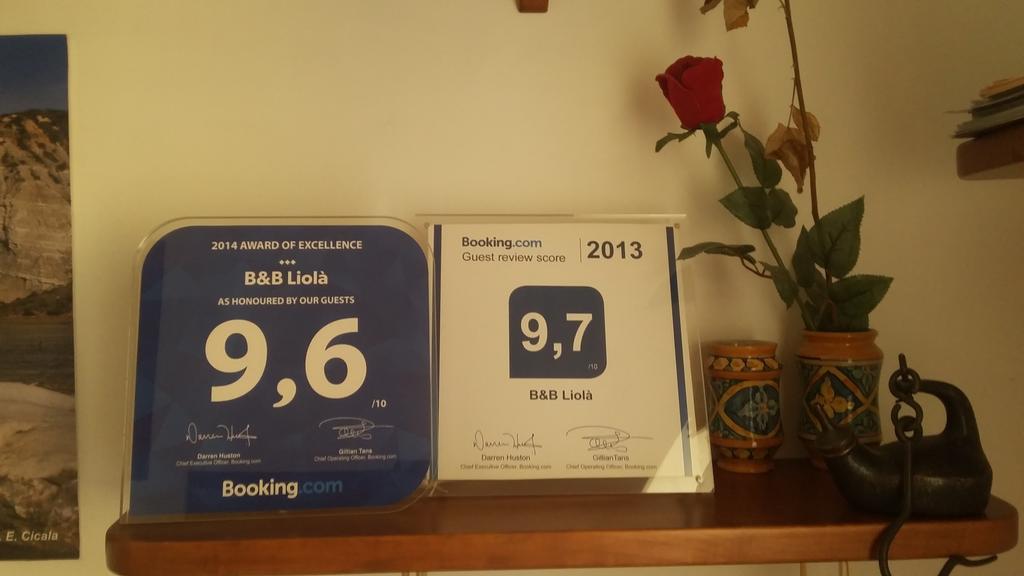 2014 AWARD OF EXCELLENCE
B&B Liolà
AS HONOURED BY OUR GUESTS
9,6
/10
Darren Huston
Chief Executive Officer, Booking.com
Gillian Tans
Chief Operating Officer, Booking.com
Booking.com
Booking.com
Guest review score
2013
9,7
/10
B&B Liolà
Darren Huston
Chief Executive Officer, Booking.com
Gillian Tans
Chief Operating Officer, Booking.com
E. Cicala